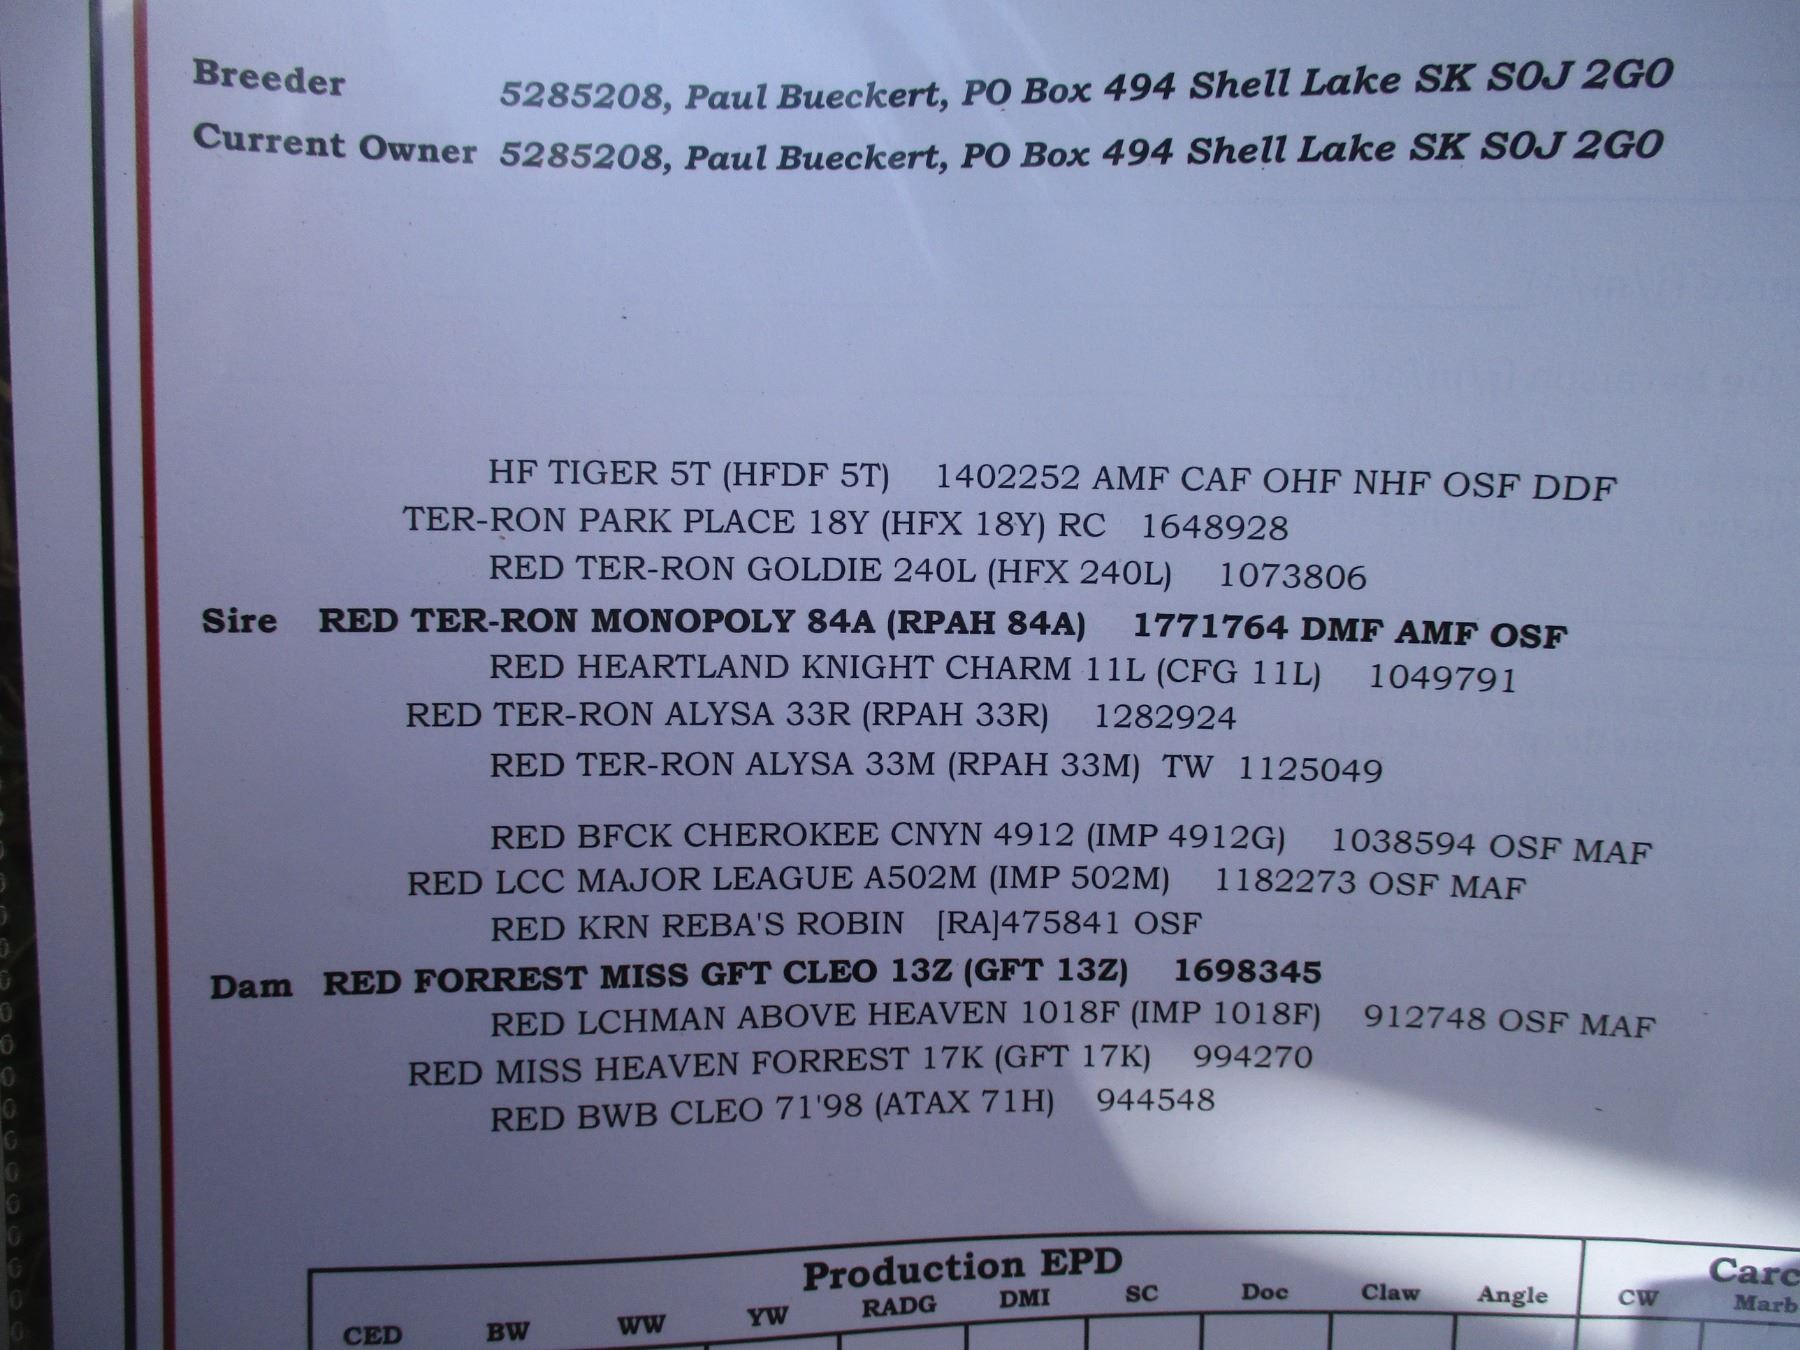 Breeder 5285208, Paul Bueckert, PO Box 494 Shell Lake SK S0J 2G0
Current Owner 5285208, Paul Bueckert, PO Box 494 Shell Lake SK S0J 2G0
HF TIGER 5T (HFDF 5T) 1402252 AMF CAF OHF NHF OSF DDF
TER-RON PARK PLACE 18Y (HFX 18Y) RC 1648928
RED TER-RON GOLDIE 240L (HFX 240L) 1073806
Sire RED TER-RON MONOPOLY 84A (RPAH 84A) 1771764 DMF AMF OSF
RED HEARTLAND KNIGHT CHARM 11L (CFG 11L) 1049791
RED TER-RON ALYSA 33R (RPAH 33R) 1282924
RED TER-RON ALYSA 33M (RPAH 33M) TW 1125049
RED BFCK CHEROKEE CNYN 4912 (IMP 4912G) 1038594 OSF MAF
RED LCC MAJOR LEAGUE A502M (IMP 502M) 1182273 OSF MAF
RED KRN REBA'S ROBIN [RA]475841 OSF
Dam RED FORREST MISS GFT CLEO 13Z (GFT 13Z) 1698345
RED LCHMAN ABOVE HEAVEN 1018F (IMP 1018F) 912748 OSF MAF
RED MISS HEAVEN FORREST 17K (GFT 17K) 994270
RED BWB CLEO 71'98 (ATAX 71H) 944548
Production EPD Carc
CED BW WW YW RADG DMI SC Doc Claw Angle CW Marb